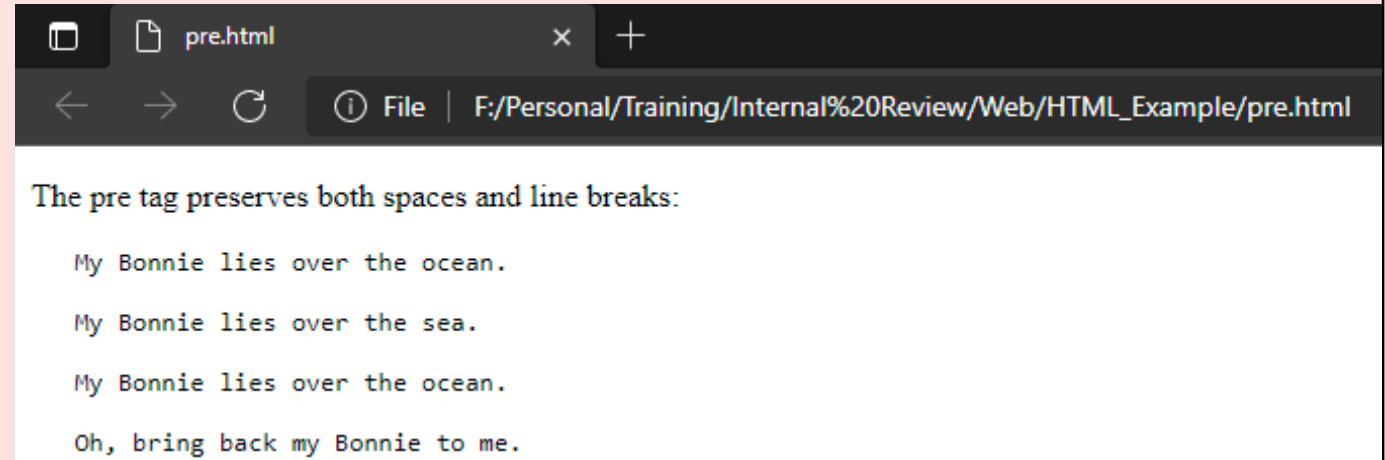 pre.html
File F:/Personal/Training/Internal%20Review/Web/HTML_Example/pre.html
The pre tag preserves both spaces and line breaks:
My Bonnie lies over the ocean.
My Bonnie lies over the sea.
My Bonnie lies over the ocean.
Oh, bring back my Bonnie to me.